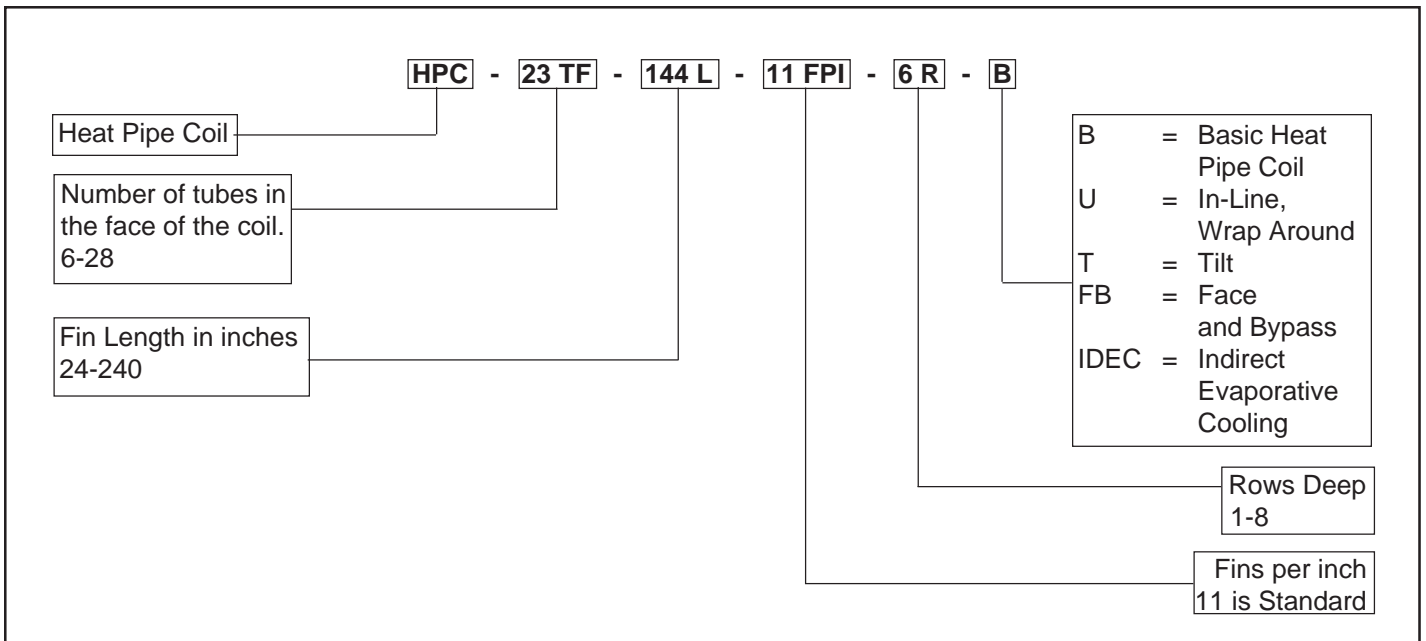 HPC - 23 TF - 144 L - 11 FPI - 6 R - B
Heat Pipe Coil
Number of tubes in
the face of the coil.
6-28
Fin Length in inches
24-240
B = Basic Heat
Pipe Coil
U = In-Line,
Wrap Around
T = Tilt
FB = Face
and Bypass
IDEC = Indirect
Evaporative
Cooling
Rows Deep
1-8
Fins per inch
11 is Standard